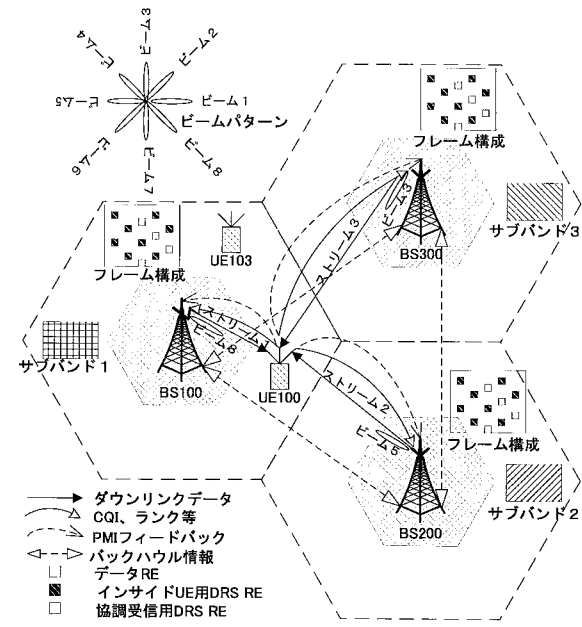 ビーム3
ビーム4
ビーム2
ビーム5
ビーム1
ビームパターン
ビーム6
ビーム7
ビーム8
フレーム構成
UE103
フレーム構成
ビーム3
ストリーム3
BS300
サブバンド3
サブバンド1
ストリーム1
ビーム8
BS100
UE100
ストリーム2
ビーム5
フレーム構成
BS200
サブバンド2
ダウンリンクデータ
CQI、ランク等
PMIフィードバック
バックハウル情報
データRE
インサイドUE用DRS RE
協調受信用DRS RE